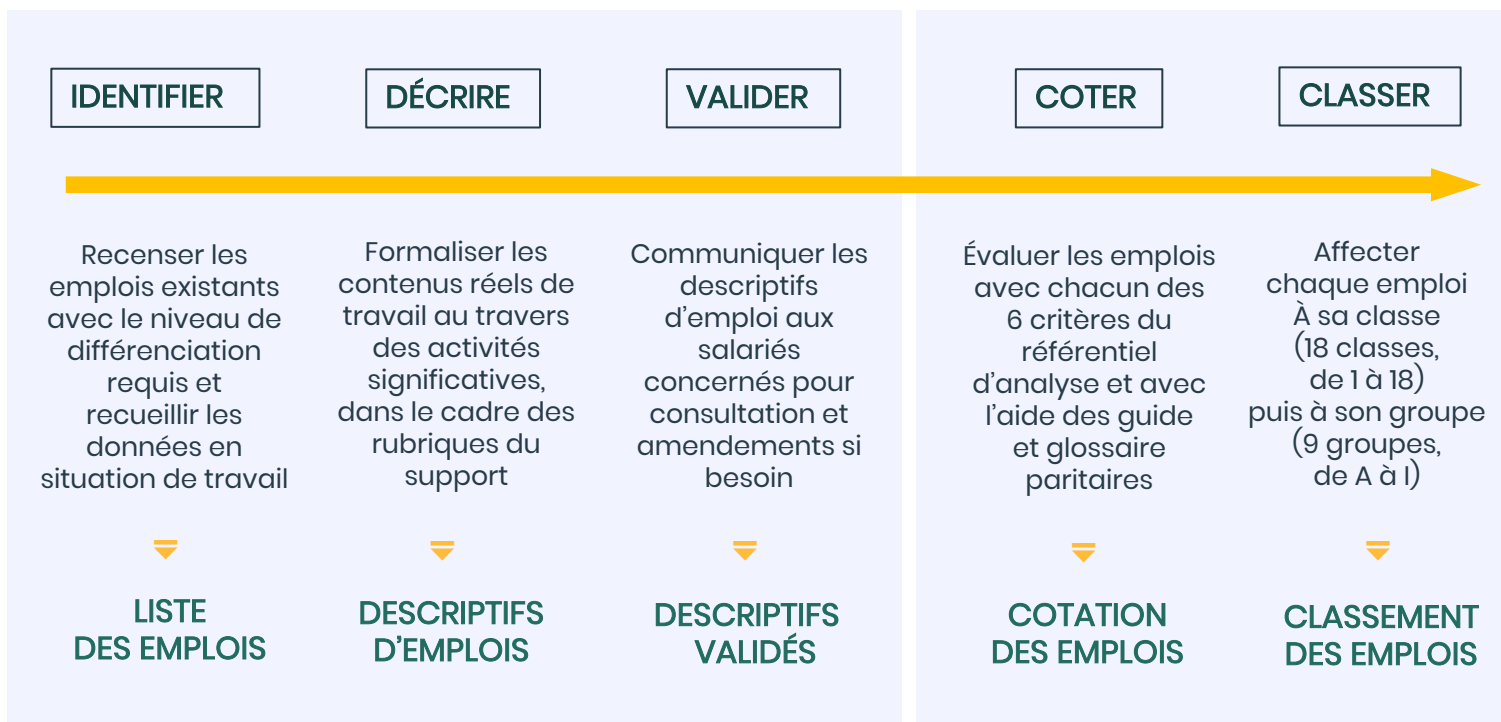 IDENTIFIER
Recenser les
emplois existants
avec le niveau de
différenciation
requis et
recueillir les
données en
situation de travail
LISTE
DES EMPLOIS
DÉCRIRE
Formaliser les
contenus réels de
travail au travers
des activités
significatives,
dans le cadre des
rubriques du
support
DESCRIPTIFS
D'EMPLOIS
VALIDER
Communiquer les
descriptifs
d'emploi aux
salariés
concernés pour
consultation et
amendements si
besoin
DESCRIPTIFS
VALIDÉS
COTER
Évaluer les emplois
avec chacun des
6 critères du
référentiel
d'analyse et avec
l'aide des guide
et glossaire
paritaires
COTATION
DES EMPLOIS
CLASSER
Affecter
chaque emploi
À sa classe
(18 classes,
de 1 à 18)
puis à son groupe
(9 groupes,
de A à I)
CLASSEMENT
DES EMPLOIS